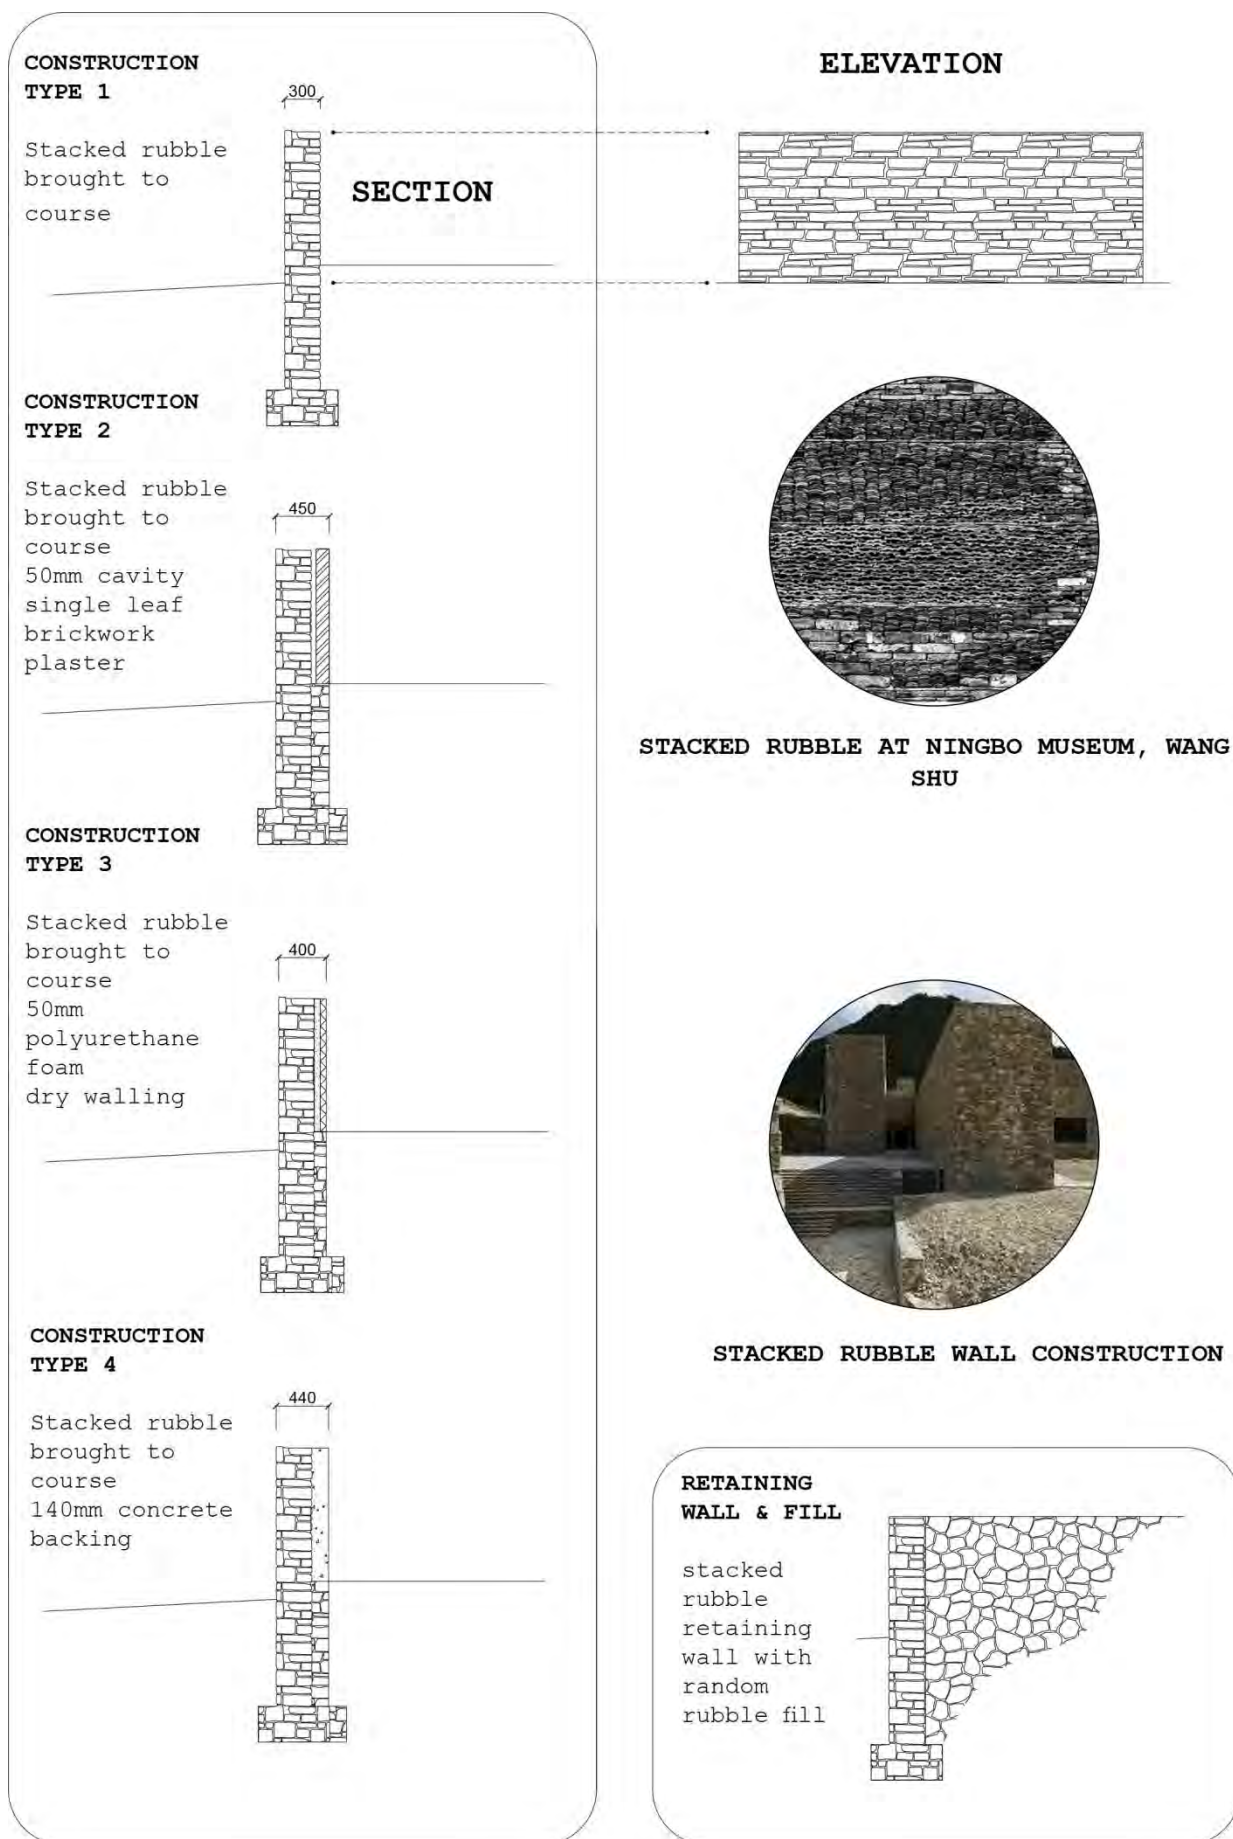 CONSTRUCTION
TYPE 1
300
Stacked rubble
brought to
course
SECTION
ELEVATION
CONSTRUCTION
TYPE 2
450
Stacked rubble
brought to
course
50mm cavity
single leaf
brickwork
plaster
STACKED RUBBLE AT NINGBO MUSEUM, WANG
SHU
CONSTRUCTION
TYPE 3
400
Stacked rubble
brought to
course
50mm
polyurethane
foam
dry walling
CONSTRUCTION
TYPE 4
440
Stacked rubble
brought to
course
140mm concrete
backing
STACKED RUBBLE WALL CONSTRUCTION
RETAINING
WALL & FILL
stacked
rubble
retaining
wall with
random
rubble fill